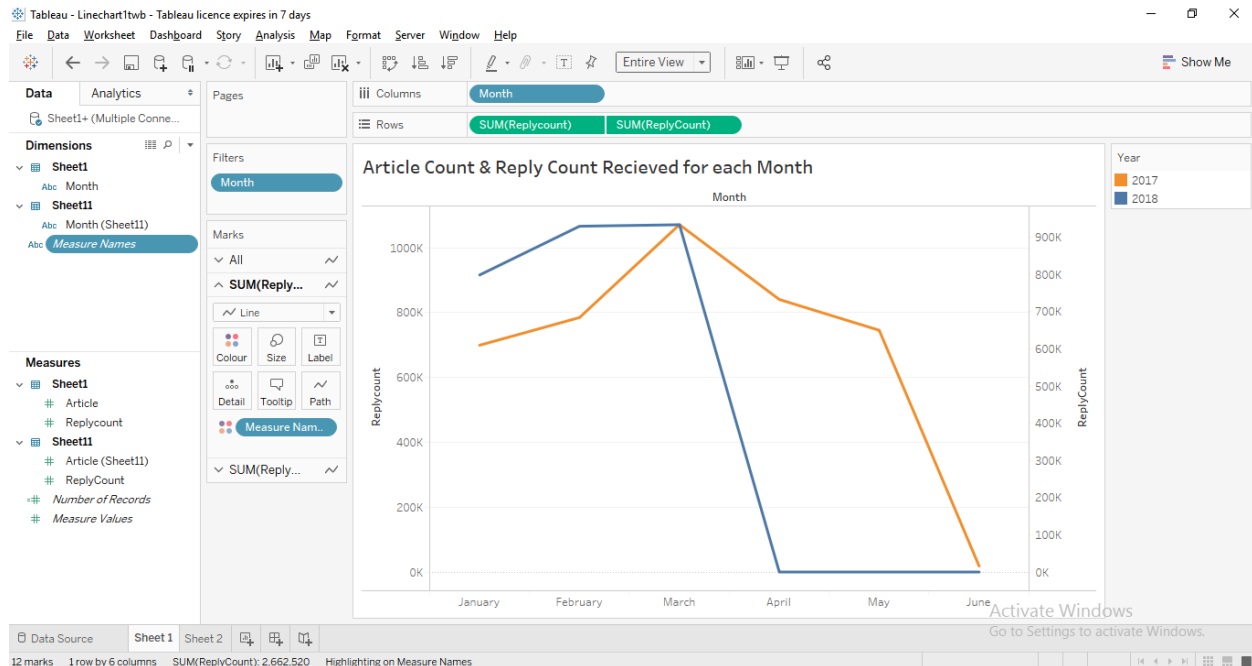 Tableau - Linechart1twb - Tableau licence expires in 7 days
File Data Worksheet Dashboard Story Analysis Map Format Server Window Help
Entire View
Show Me
Data Analytics
Sheet1+ (Multiple Conne...
Dimensions
Sheet1
Abc Month
Sheet11
Abc Month (Sheet11)
Abc Measure Names
Measures
Sheet1
Article
Replycount
Sheet11
Article (Sheet11)
ReplyCount
Number of Records
Measure Values
Pages
Filters
Month
Marks
All
SUM(Reply...
Line
Colour Size Label
Detail Tooltip Path
Measure Nam..
SUM(Reply...
Columns Month
Rows SUM(Replycount) SUM(ReplyCount)
Article Count & Reply Count Recieved for each Month
Month
1000K
800K
600K
400K
200K
0K
Replycount
900K
800K
700K
600K
500K
400K
300K
200K
100K
0K
ReplyCount
January February March April May June
Year
2017
2018
Activate Windows
Go to Settings to activate Windows.
Data Source Sheet 1 Sheet 2
12 marks 1 row by 6 columns SUM(ReplyCount): 2,662,520 Highlighting on Measure Names